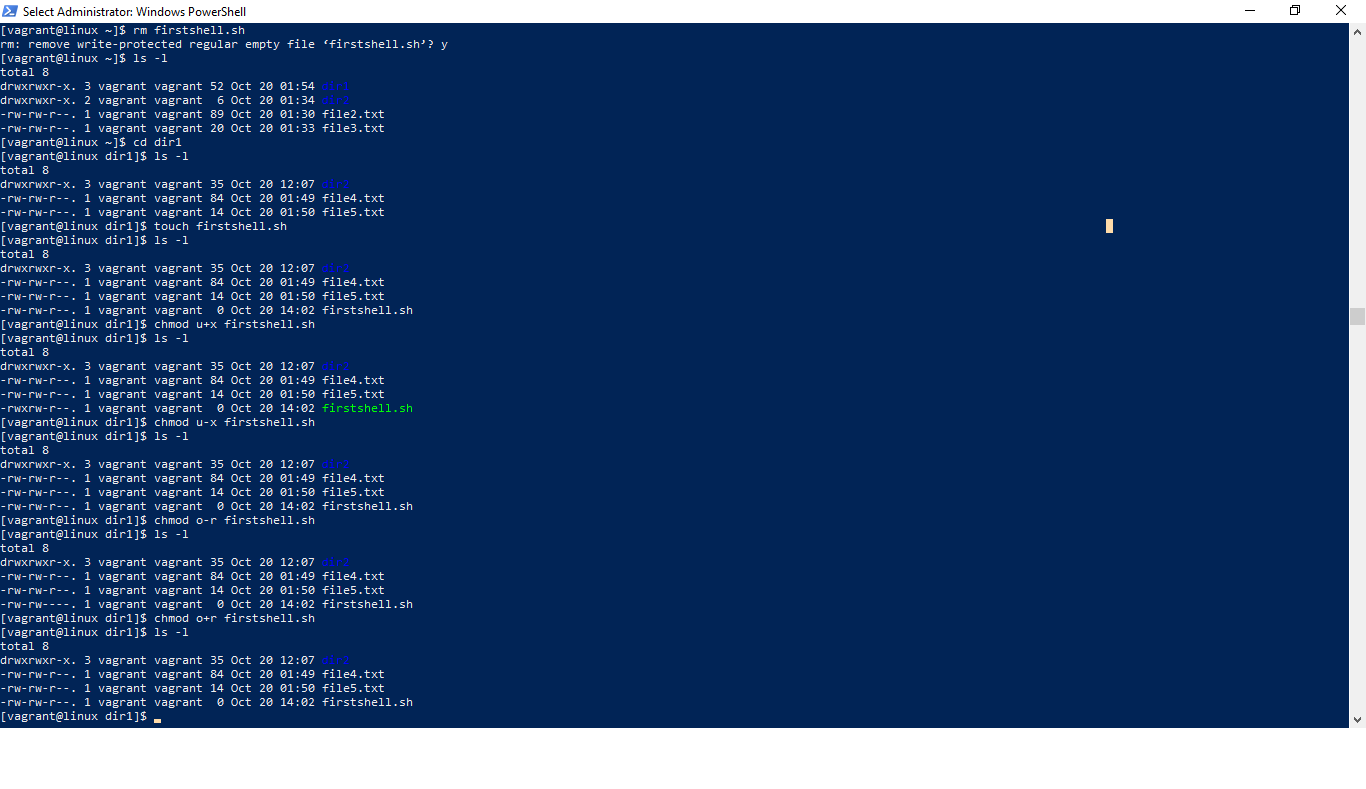 Select Administrator: Windows PowerShell
[vagrant@linux ~]$ rm firstshell.sh
rm: remove write-protected regular empty file ‘firstshell.sh’? y
[vagrant@linux ~]$ ls -l
total 8
drwxrwxr-x. 3 vagrant vagrant 52 Oct 20 01:54 dir1
drwxrwxr-x. 2 vagrant vagrant  6 Oct 20 01:34
-rw-rw-r--. 1 vagrant vagrant 89 Oct 20 01:30 file2.txt
-rw-rw-r--. 1 vagrant vagrant 20 Oct 20 01:33 file3.txt
[vagrant@linux ~]$ cd dir1
[vagrant@linux dir1]$ ls -l
total 8
drwxrwxr-x. 3 vagrant vagrant 35 Oct 20 12:07
-rw-rw-r--. 1 vagrant vagrant 84 Oct 20 01:49 file4.txt
-rw-rw-r--. 1 vagrant vagrant 14 Oct 20 01:50 file5.txt
[vagrant@linux dir1]$ touch firstshell.sh
[vagrant@linux dir1]$ ls -l
total 8
drwxrwxr-x. 3 vagrant vagrant 35 Oct 20 12:07
-rw-rw-r--. 1 vagrant vagrant 84 Oct 20 01:49 file4.txt
-rw-rw-r--. 1 vagrant vagrant 14 Oct 20 01:50 file5.txt
-rw-rw-r--. 1 vagrant vagrant  0 Oct 20 14:02 firstshell.sh
[vagrant@linux dir1]$ chmod u+x firstshell.sh
[vagrant@linux dir1]$ ls -l
total 8
drwxrwxr-x. 3 vagrant vagrant 35 Oct 20 12:07
-rw-rw-r--. 1 vagrant vagrant 84 Oct 20 01:49 file4.txt
-rw-rw-r--. 1 vagrant vagrant 14 Oct 20 01:50 file5.txt
-rwxrw-r--. 1 vagrant vagrant  0 Oct 20 14:02 firstshell.sh
[vagrant@linux dir1]$ chmod u-x firstshell.sh
[vagrant@linux dir1]$ ls -l
total 8
drwxrwxr-x. 3 vagrant vagrant 35 Oct 20 12:07
-rw-rw-r--. 1 vagrant vagrant 84 Oct 20 01:49 file4.txt
-rw-rw-r--. 1 vagrant vagrant 14 Oct 20 01:50 file5.txt
-rw-rw-r--. 1 vagrant vagrant  0 Oct 20 14:02 firstshell.sh
[vagrant@linux dir1]$ chmod o-r firstshell.sh
[vagrant@linux dir1]$ ls -l
total 8
drwxrwxr-x. 3 vagrant vagrant 35 Oct 20 12:07
-rw-rw-r--. 1 vagrant vagrant 84 Oct 20 01:49 file4.txt
-rw-rw-r--. 1 vagrant vagrant 14 Oct 20 01:50 file5.txt
-rw-rw----. 1 vagrant vagrant  0 Oct 20 14:02 firstshell.sh
[vagrant@linux dir1]$ chmod o+r firstshell.sh
[vagrant@linux dir1]$ ls -l
total 8
drwxrwxr-x. 3 vagrant vagrant 35 Oct 20 12:07
-rw-rw-r--. 1 vagrant vagrant 84 Oct 20 01:49 file4.txt
-rw-rw-r--. 1 vagrant vagrant 14 Oct 20 01:50 file5.txt
-rw-rw-r--. 1 vagrant vagrant  0 Oct 20 14:02 firstshell.sh
[vagrant@linux dir1]$